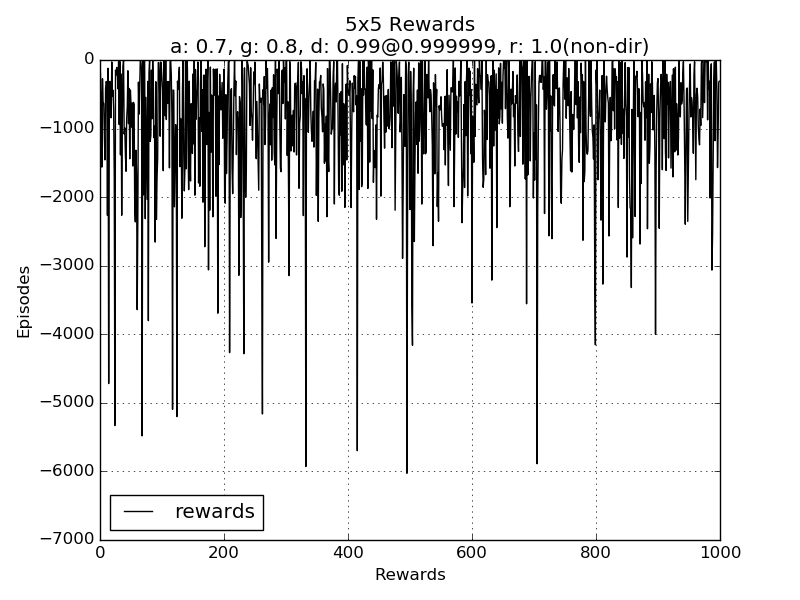 5x5 Rewards
a: 0.7, g: 0.8, d: 0.99@0.999999, r: 1.0(non-dir)
0
−1000
−2000
−3000
−4000
−5000
−6000
−7000
Episodes
rewards
0 200 400 600 800 1000
Rewards